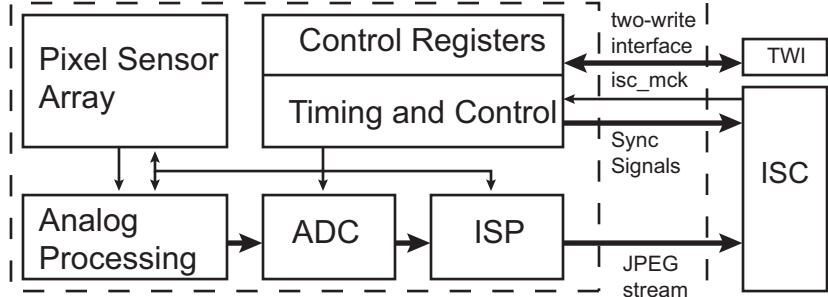 Pixel Sensor
Array
Control Registers
Timing and Control
two-write
interface
TWI
isc_mck
Sync
Signals
ISC
Analog
Processing
ADC
ISP
JPEG
stream